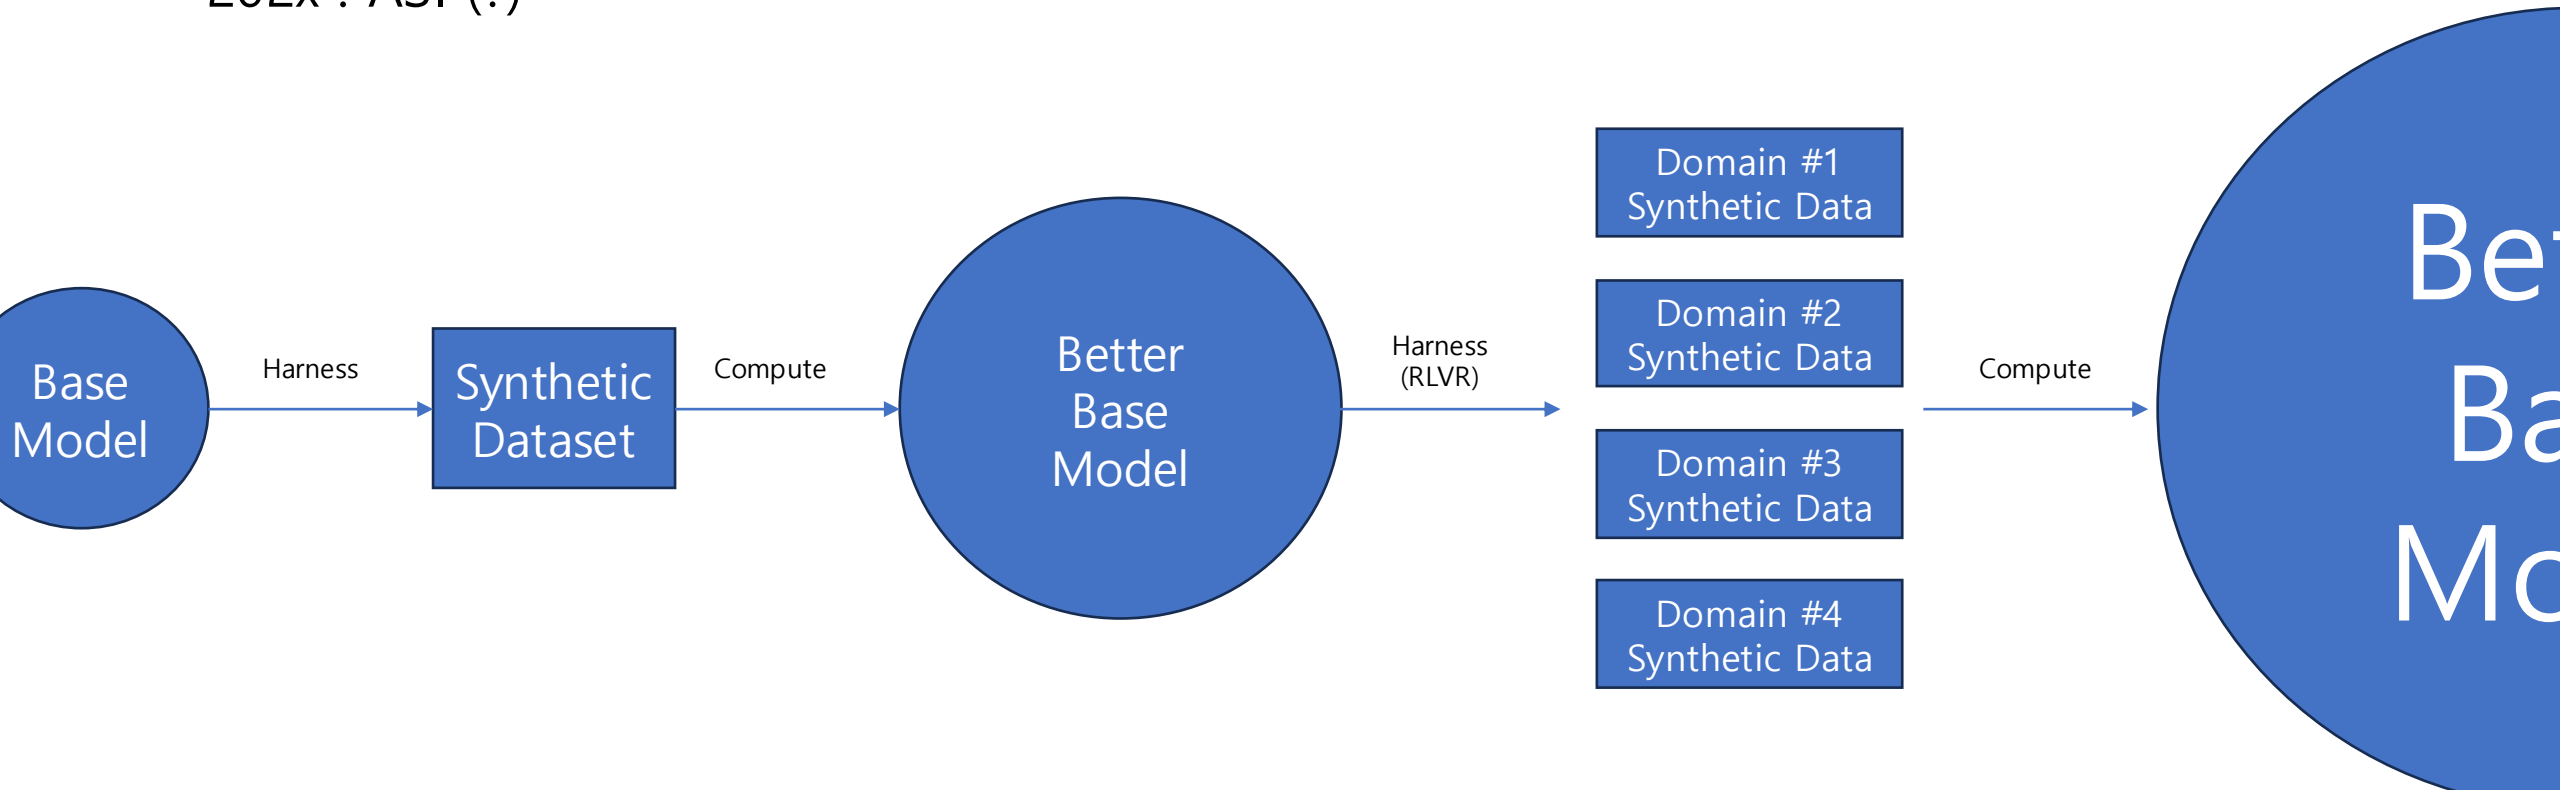 Base
Model
Harness
Synthetic
Dataset
Compute
Better
Base
Model
Harness
(RLVR)
Domain #1
Synthetic Data
Domain #2
Synthetic Data
Domain #3
Synthetic Data
Domain #4
Synthetic Data
Compute